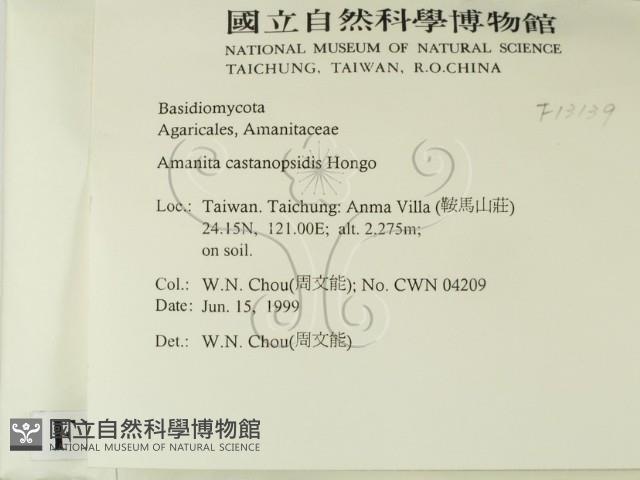 國立自然科學博物館
NATIONAL MUSEUM OF NATURAL SCIENCE
TAICHUNG, TAIWAN, R.O.CHINA
F13139
Basidiomycota
Agaricales, Amanitaceae
Amanita castanopsidis Hongo
Loc.: Taiwan. Taichung: Anma Villa (鞍馬山莊)
24.15N, 121.00E; alt. 2,275m;
on soil.
Col.: W.N. Chou(周文能); No. CWN 04209
Date: Jun. 15, 1999
Det.: W.N. Chou(周文能)
國立自然科學博物館
NATIONAL MUSEUM OF NATURAL SCIENCE